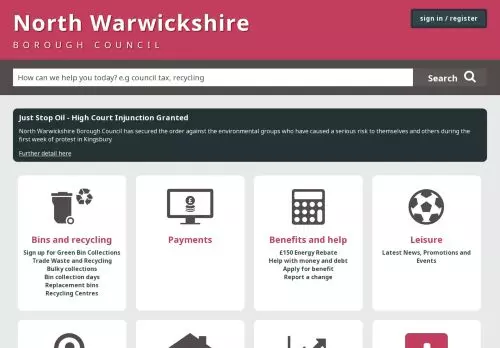 North Warwickshire
BOROUGH COUNCIL
sign in / register
How can we help you today? e.g council tax, recycling
Search
Just Stop Oil - High Court Injunction Granted
North Warwickshire Borough Council has secured the order against the environmental groups who have caused a serious risk to themselves and others during the
first week of protest in Kingsbury
Further detail here
Bins and recycling
Sign up for Green Bin Collections
Trade Waste and Recycling
Bulky collections
Bin collection days
Replacement bins
Recycling Centres
Payments
Benefits and help
£150 Energy Rebate
Help with money and debt
Apply for benefit
Report a change
Leisure
Latest News, Promotions and
Events